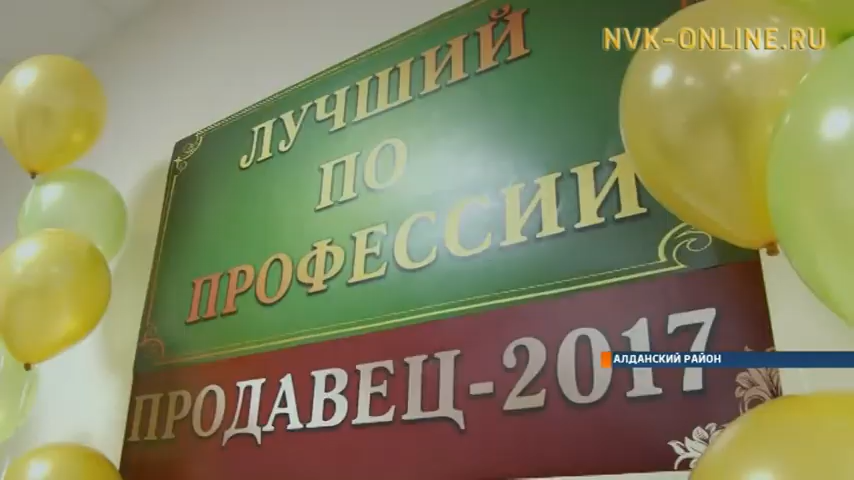 NVK-ONLINE.RU
ЛУЧШИЙ
ПО
ПРОФЕССИИ
ПРОДАВЕЦ-2017
АЛДАНСКИЙ РАЙОН